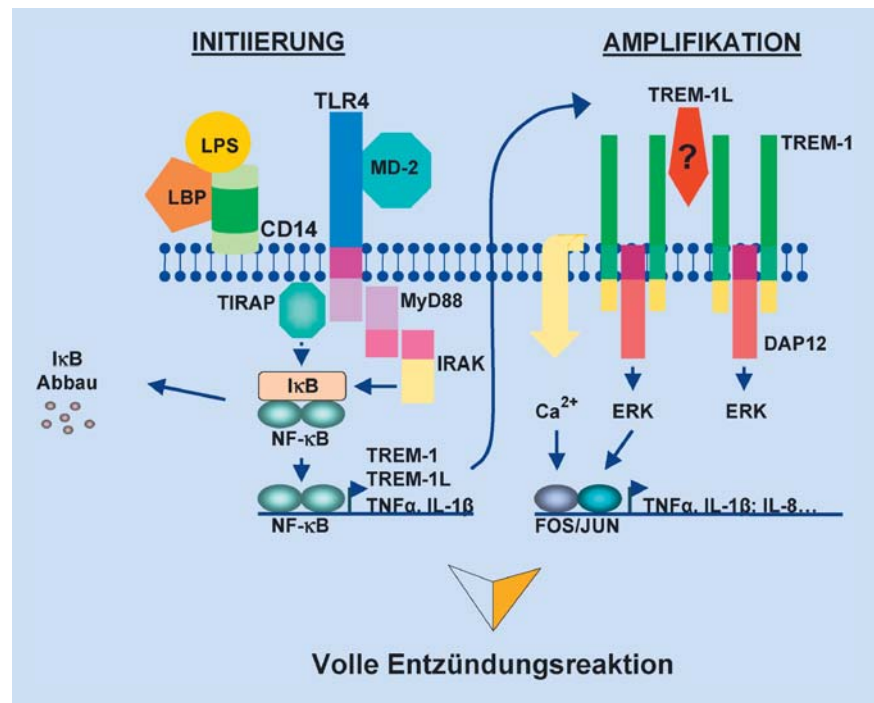 INITIIERUNG
AMPLIFIKATION
TLR4
TREM-1L
LPS
MD-2
TREM-1
?
LBP
CD14
TIRAP
MyD88
DAP12
IκB
Abbau
IRAK
IκB
NF-κB
Ca²⁺
ERK
ERK
TREM-1
TREM-1L
TNFα, IL-1β
NF-κB
TNFα, IL-1β; IL-8...
FOS/JUN
Volle Entzündungsreaktion